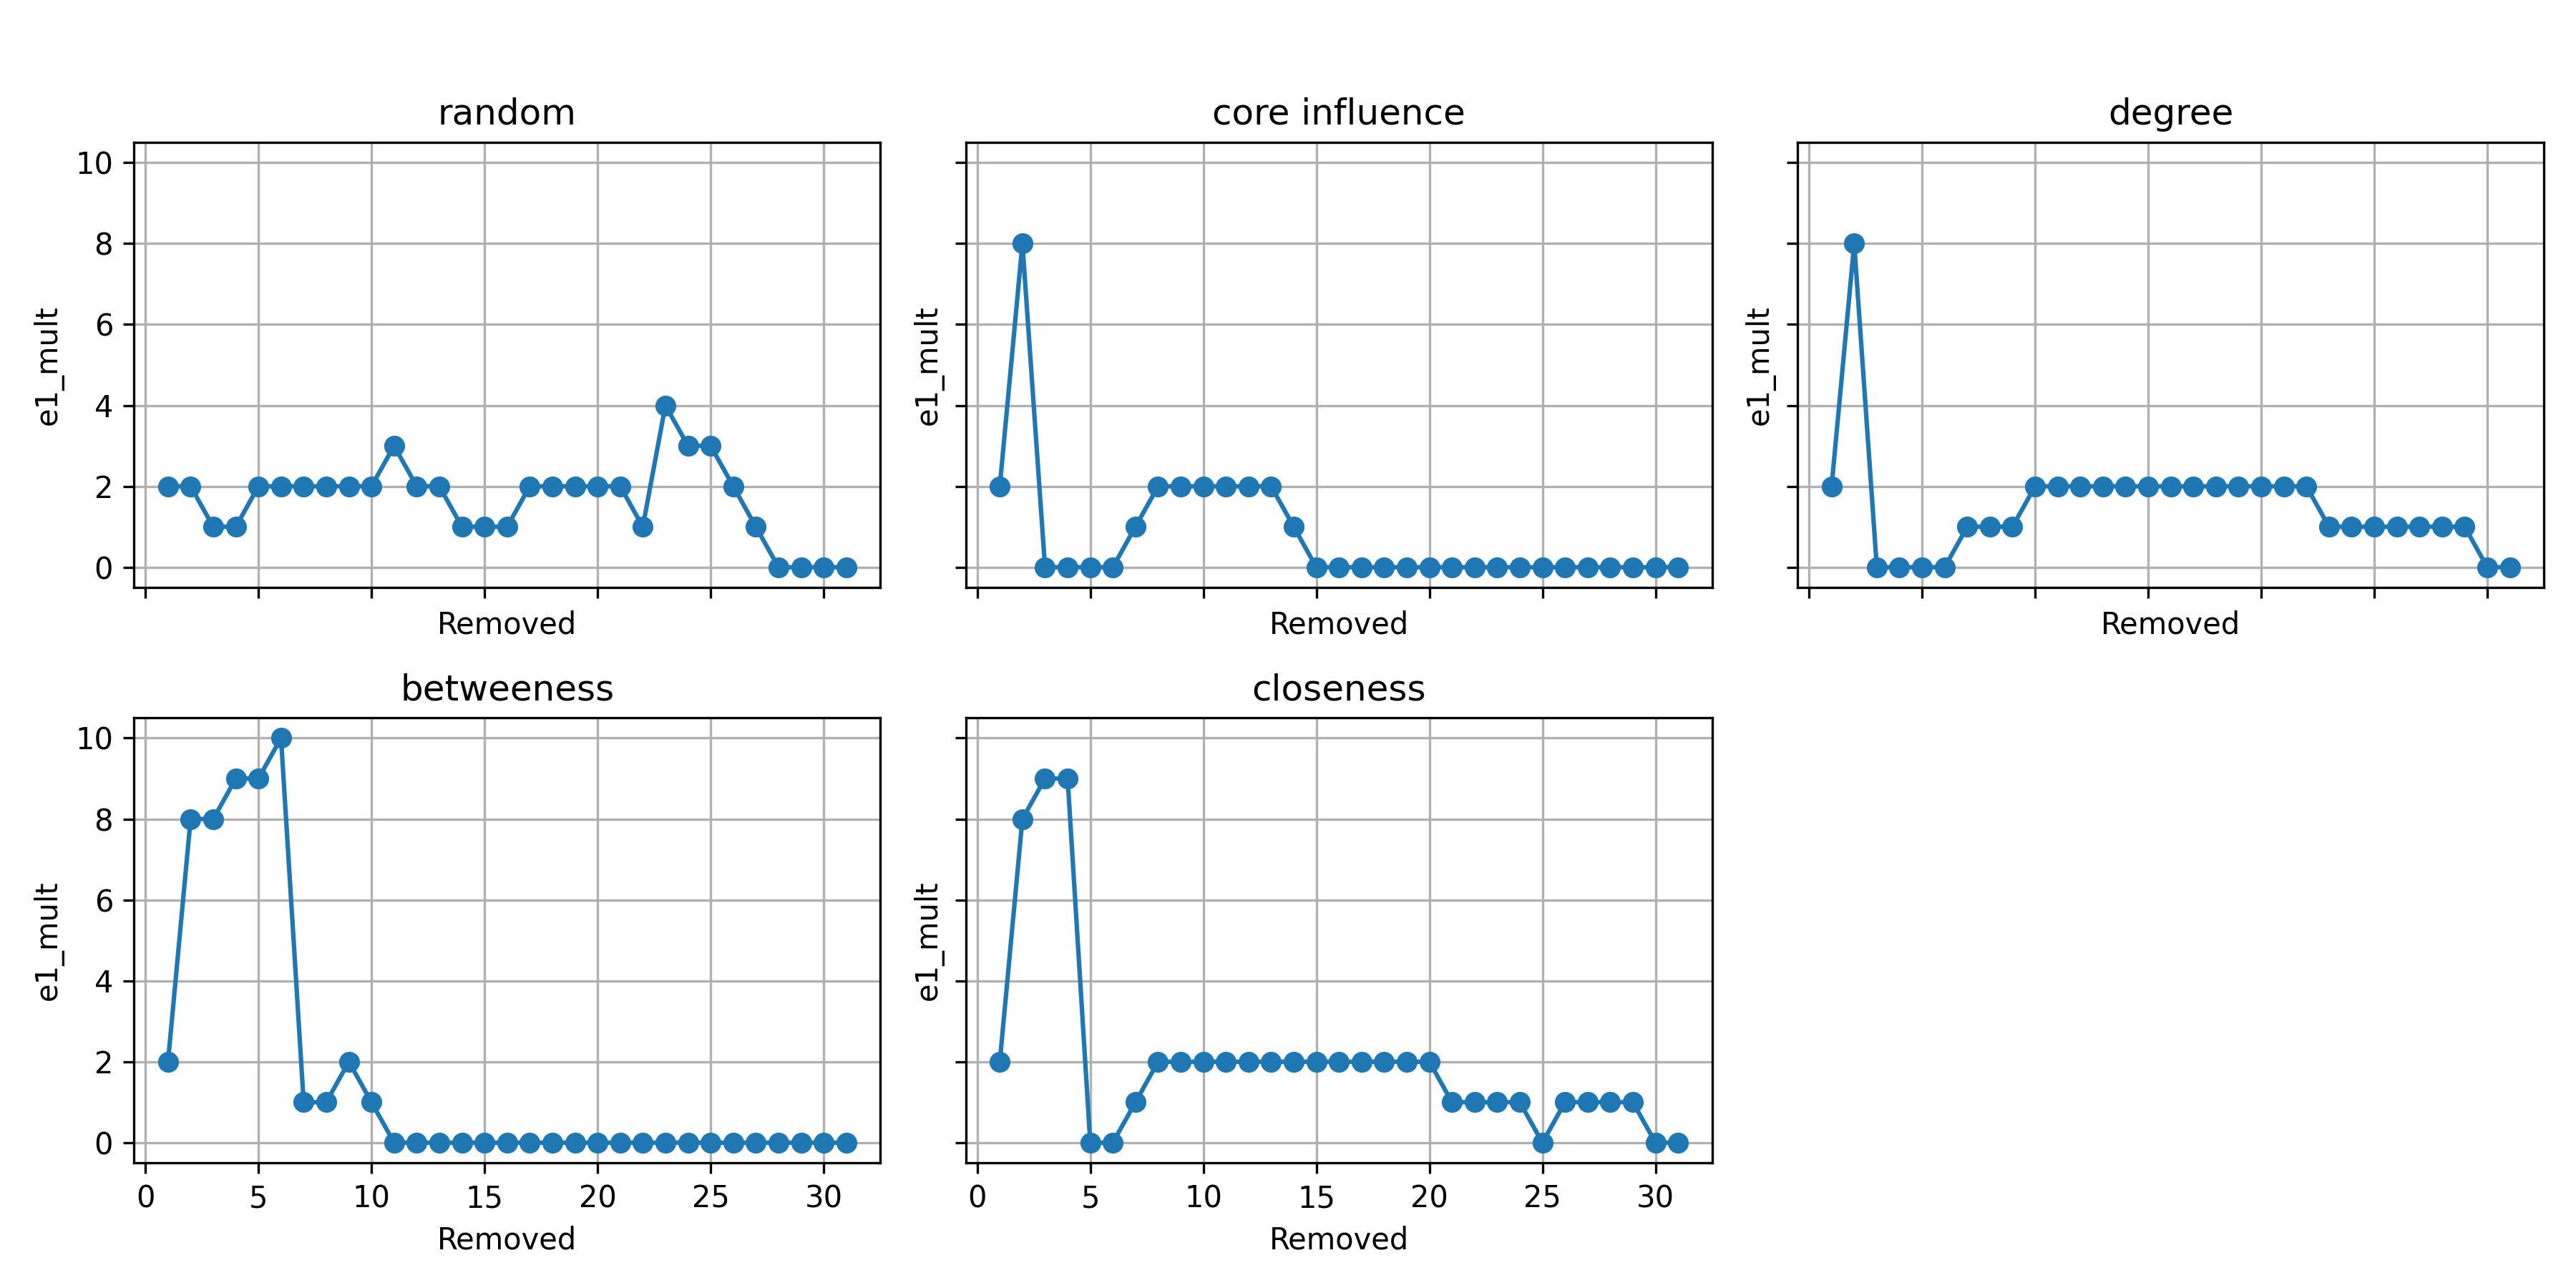 random
core influence
degree
10
8
6
4
2
0
e1_mult
e1_mult
e1_mult
Removed
Removed
Removed
betweeness
closeness
10
8
6
4
2
0
e1_mult
e1_mult
0 5 10 15 20 25 30
0 5 10 15 20 25 30
Removed
Removed